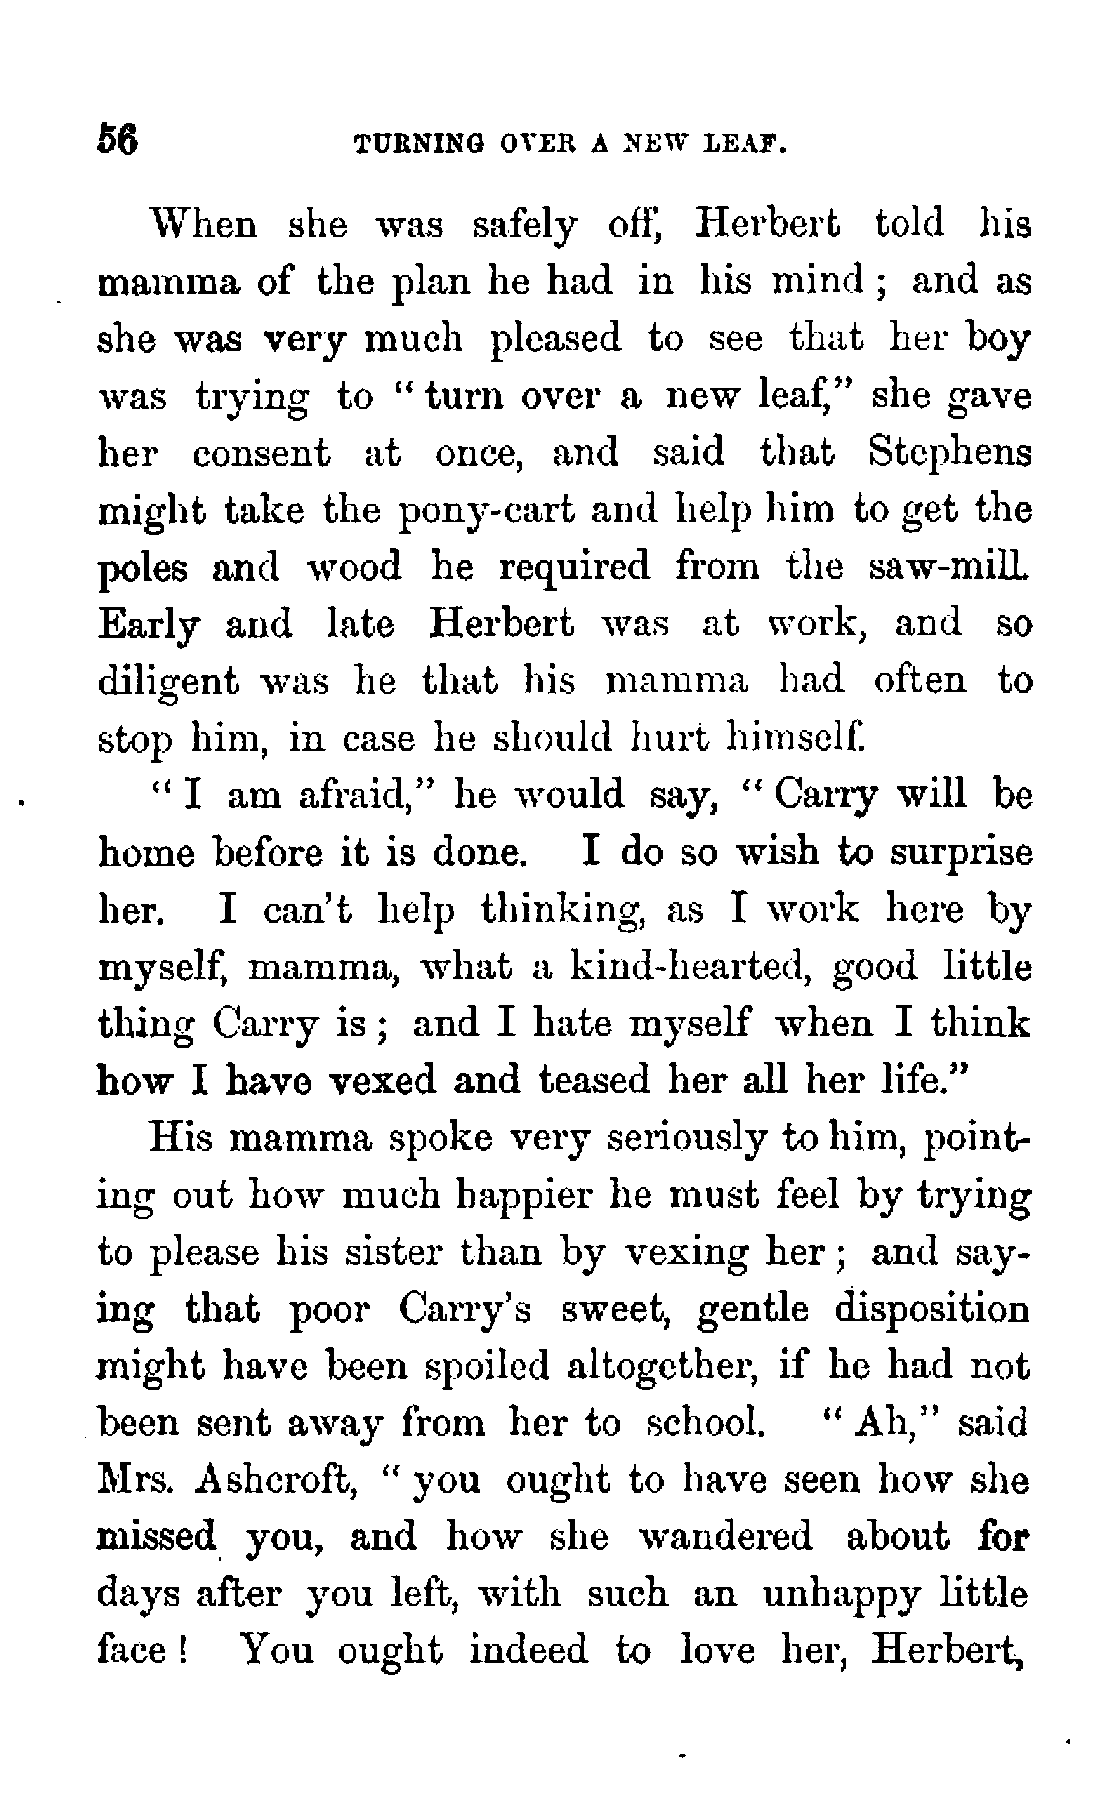 56 TURNING OVER A NEW LEAF.
When she was safely off, Herbert told his
mamma of the plan he had in his mind ; and as
she was very much pleased to see that her boy
was trying to “ turn over a new leaf,” she gave
her consent at once, and said that Stephens
might take the pony-cart and help him to get the
poles and wood he required from the saw-mill.
Early and late Herbert was at work, and so
diligent was he that his mamma had often to
stop him, in case he should hurt himself.
“ I am afraid,” he would say, “ Carry will be
home before it is done. I do so wish to surprise
her. I can’t help thinking, as I work here by
myself, mamma, what a kind-hearted, good little
thing Carry is ; and I hate myself when I think
how I have vexed and teased her all her life.”
His mamma spoke very seriously to him, point-
ing out how much happier he must feel by trying
to please his sister than by vexing her ; and say-
ing that poor Carry’s sweet, gentle disposition
might have been spoiled altogether, if he had not
been sent away from her to school. “ Ah,” said
Mrs. Ashcroft, “ you ought to have seen how she
missed you, and how she wandered about for
days after you left, with such an unhappy little
face ! You ought indeed to love her, Herbert,